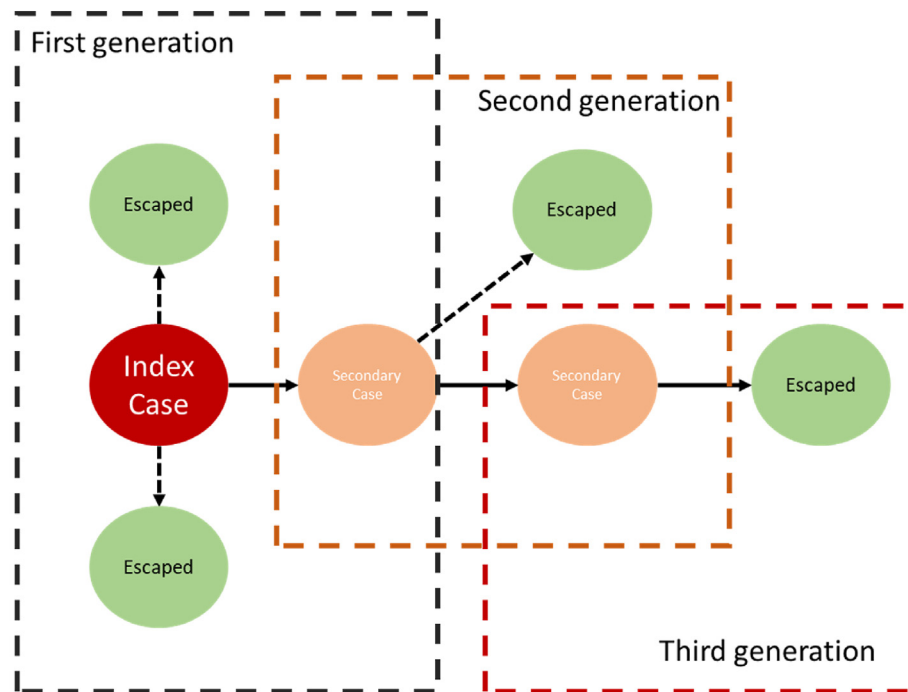 First generation
Second generation
Escaped
Escaped
Index
Case
Secondary
Case
Secondary
Case
Escaped
Escaped
Third generation